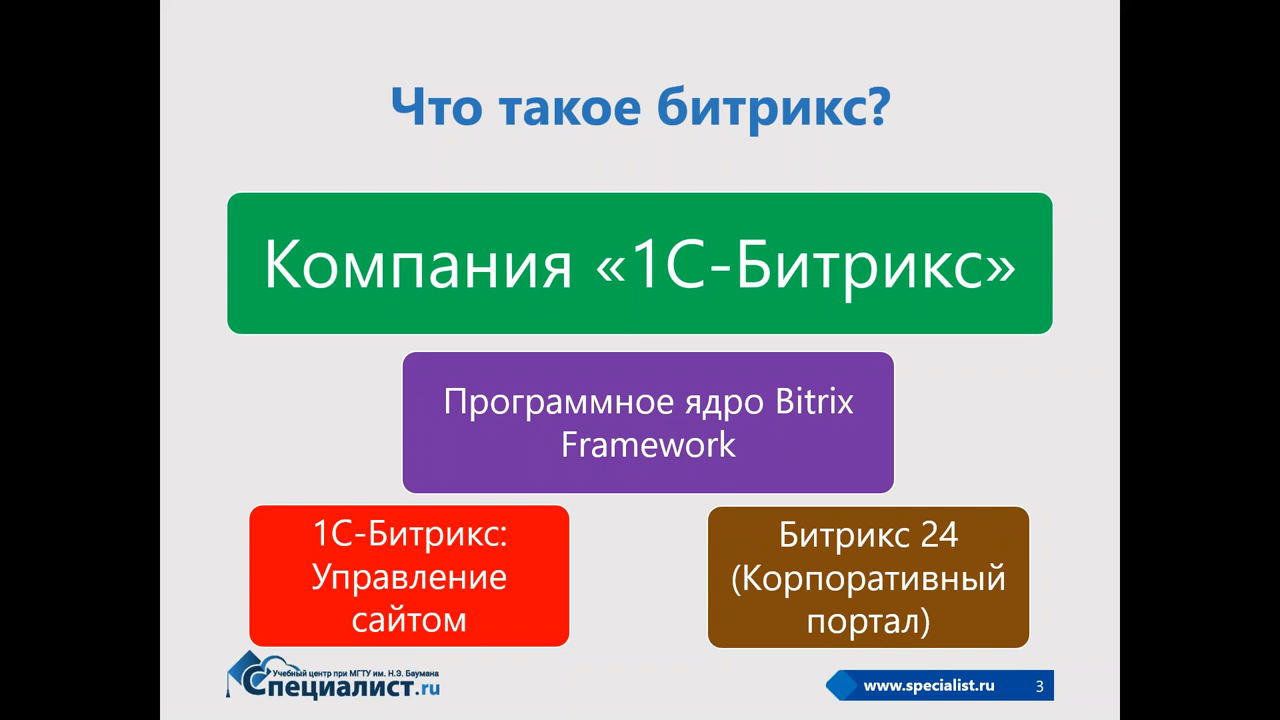 Что такое битрикс?
Компания «1С-Битрикс»
Программное ядро Bitrix
Framework
1С-Битрикс:
Управление
сайтом
Битрикс 24
(Корпоративный
портал)
Учебный центр при МГТУ им. Н.Э. Баумана
Специалист.ru
www.specialist.ru 3